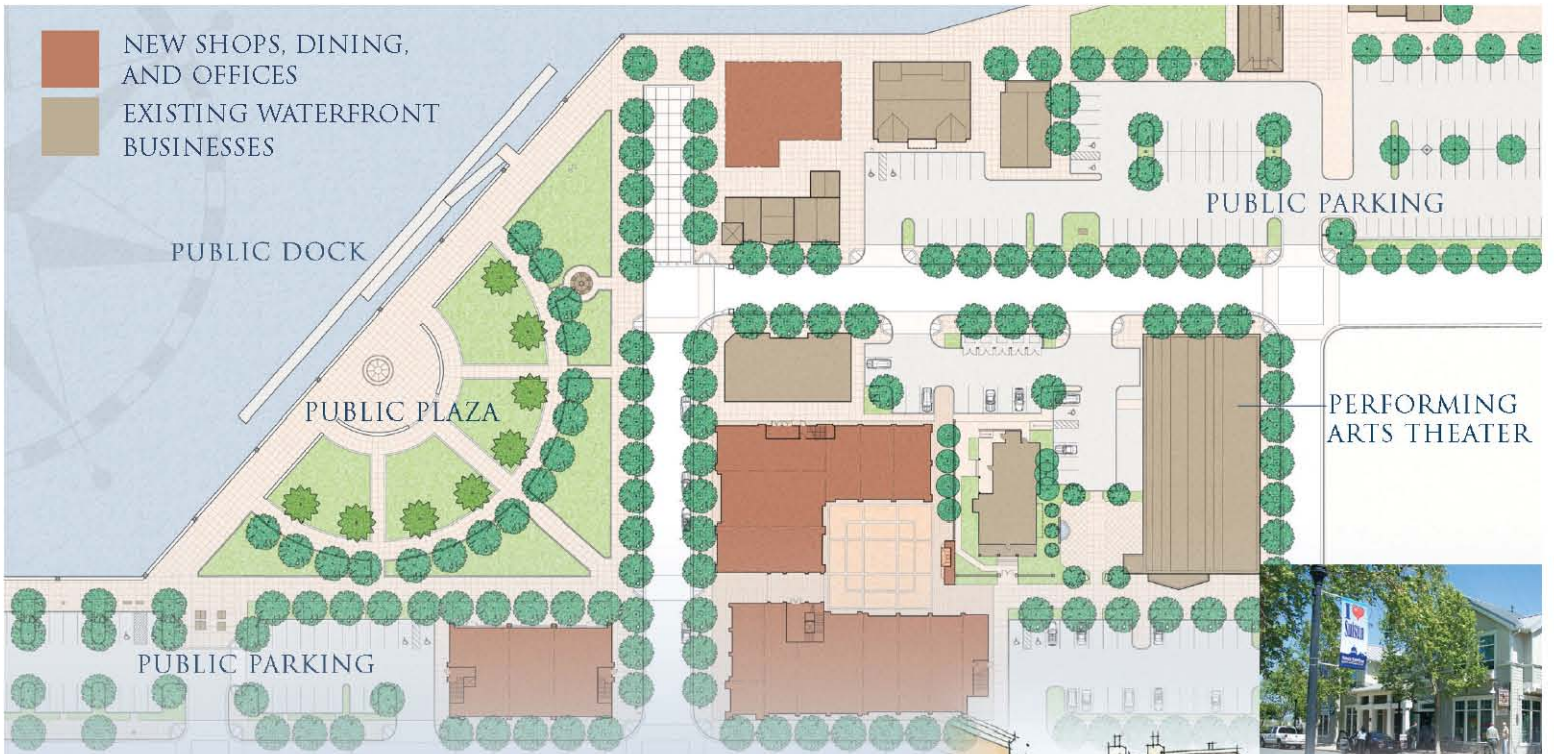 NEW SHOPS, DINING,
AND OFFICES
EXISTING WATERFRONT
BUSINESSES
PUBLIC DOCK
PUBLIC PARKING
PUBLIC PLAZA
PERFORMING
ARTS THEATER
PUBLIC PARKING
I
SUISUN